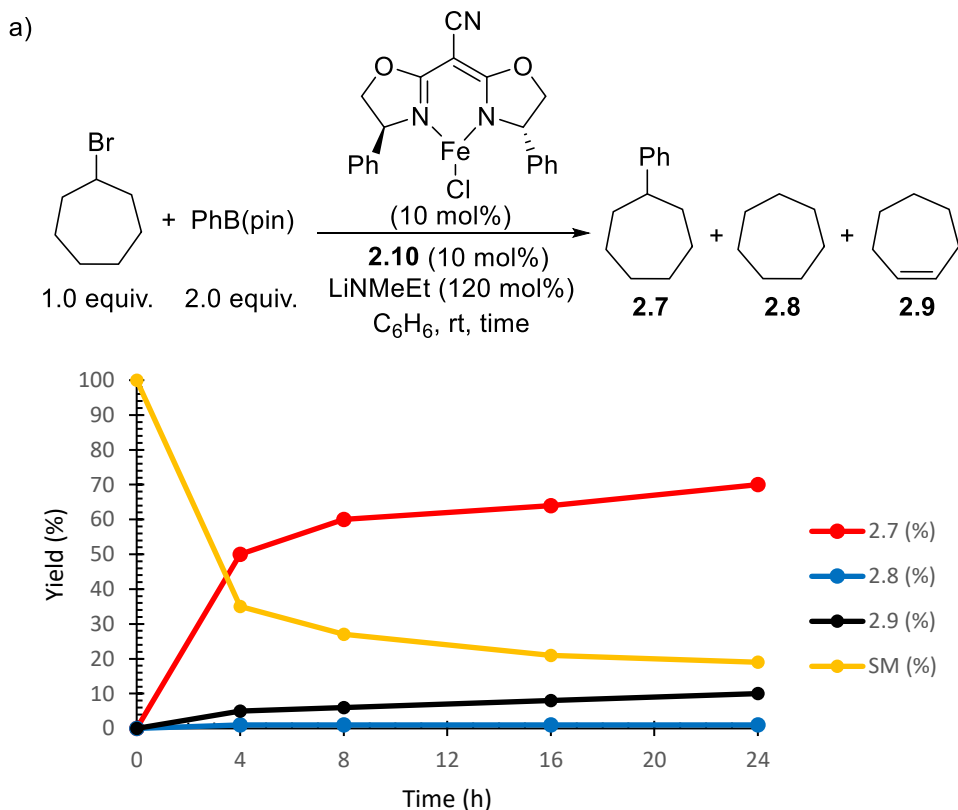 a)
CN
O
O
N
N
Fe
Ph
Ph
Cl
Br
Ph
+ PhB(pin)
(10 mol%)
+
+
2.10 (10 mol%)
1.0 equiv. 2.0 equiv.
LiNMeEt (120 mol%)
2.7 2.8 2.9
C6H6, rt, time
100
90
80
70
60
50
40
30
20
10
0
Yield (%)
0 4 8 12 16 20 24
Time (h)
2.7 (%)
2.8 (%)
2.9 (%)
SM (%)